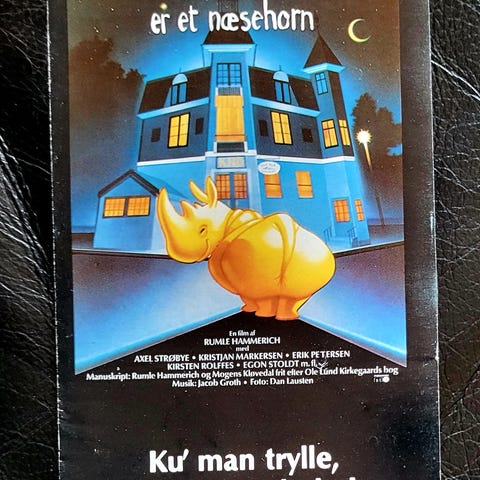 er et næsehorn
En film af
RUMLE HAMMERICH
med
AXEL STRØBYE • KRISTJAN MARKERSEN • ERIK PETERSEN
KIRSTEN ROLFFES • EGON STOLDT m. fl.
Manuskript: Rumle Hammerich og Mogens Kløvedal frit efter Ole Lund Kirkegaards bog
Musik: Jacob Groth • Foto: Dan Lausten
Ku' man trylle,